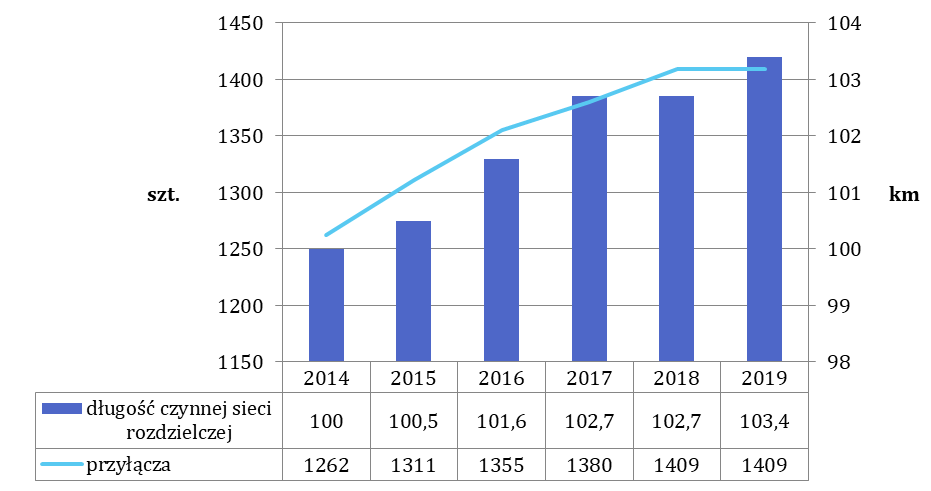 1450
1400
1350
1300
1250
1200
1150
szt.
104
103
102
101
100
99
98
km
2014 2015 2016 2017 2018 2019
długość czynnej sieci
rozdzielczej 100 100,5 101,6 102,7 102,7 103,4
przyłącza 1262 1311 1355 1380 1409 1409